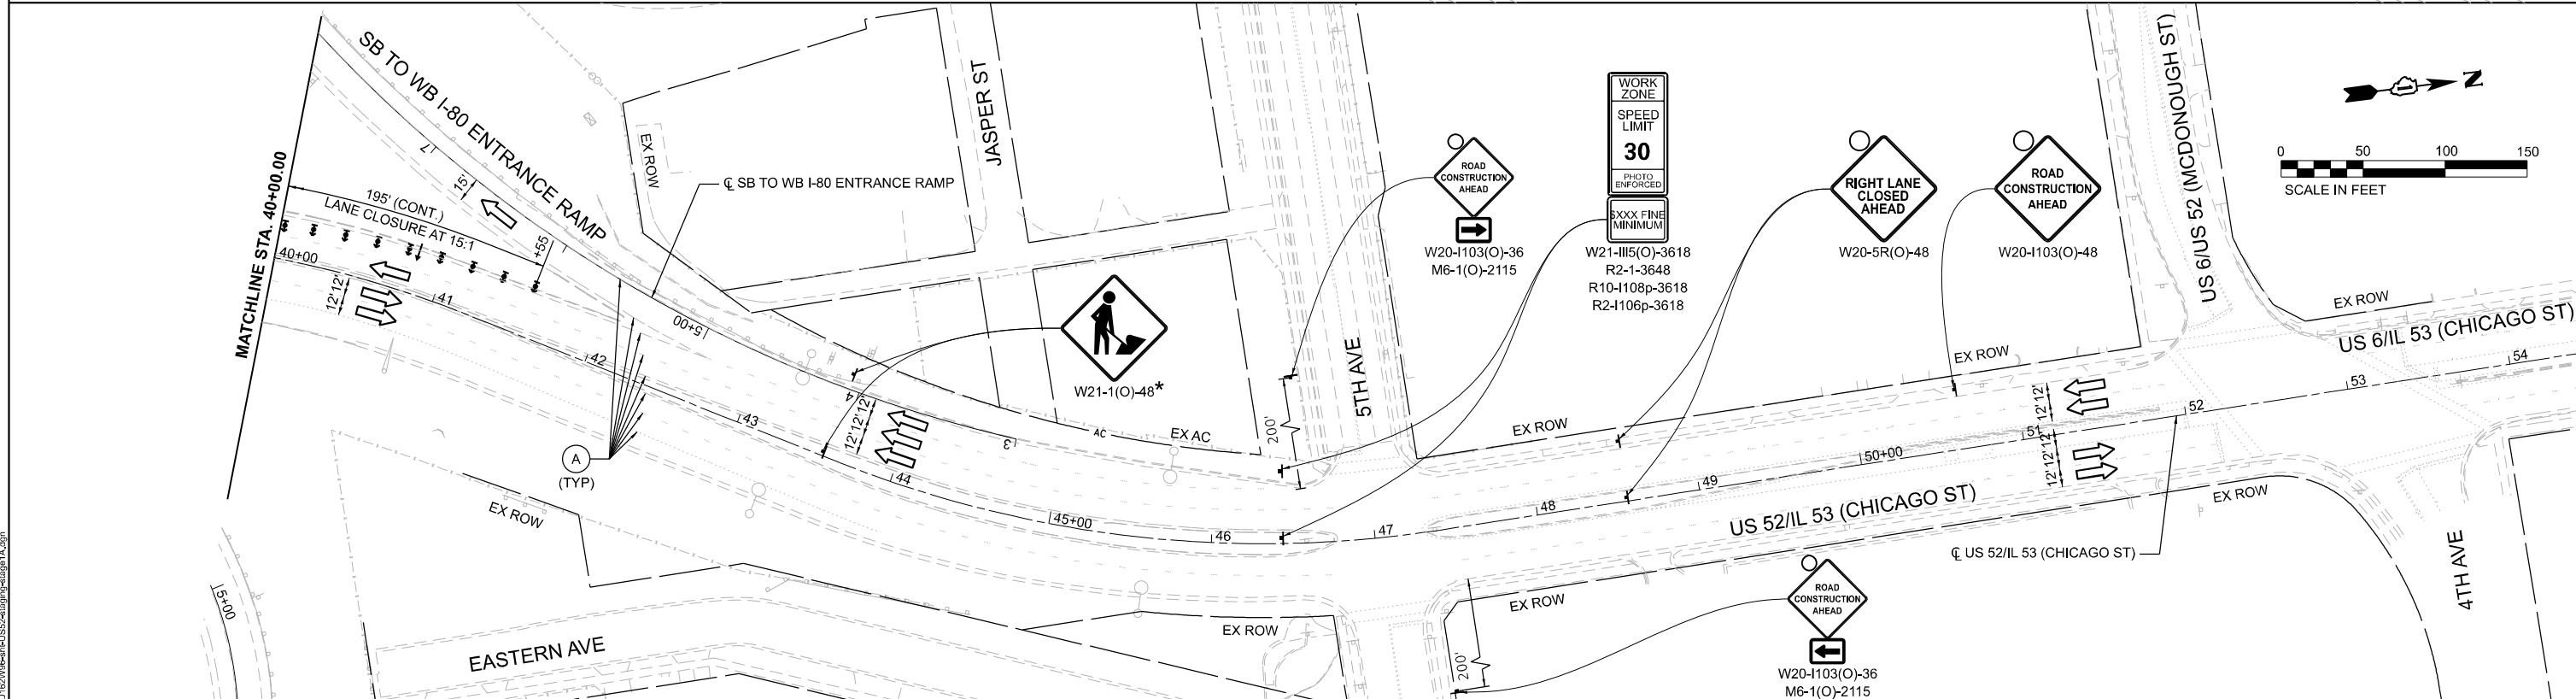 SB TO WB I-80 ENTRANCE RAMP
MATCHLINE STA. 40+00.00
195' (CONT.)
LANE CLOSURE AT 15:1
+55
15'
7
40+00
12'12'
41
42
43
44
45+00
46
47
48
49
50+00
51
52
53
54
5+00
4
3
EX ROW
℄ SB TO WB I-80 ENTRANCE RAMP
JASPER ST
A
(TYP)
W21-1(O)-48*
12'12'12'
AC
EX AC
200'
5TH AVE
ROAD
CONSTRUCTION
AHEAD
W20-I103(O)-36
M6-1(O)-2115
WORK
ZONE
SPEED
LIMIT
30
PHOTO
ENFORCED
$XXX FINE
MINIMUM
W21-III5(O)-3618
R2-1-3648
R10-I108p-3618
R2-I106p-3618
RIGHT LANE
CLOSED
AHEAD
W20-5R(O)-48
ROAD
CONSTRUCTION
AHEAD
W20-I103(O)-48
US 6/US 52 (MCDONOUGH ST)
N
0 50 100 150
SCALE IN FEET
EX ROW
US 6/IL 53 (CHICAGO ST)
EX ROW
EX ROW
12'12'
12'12'12'
US 52/IL 53 (CHICAGO ST)
℄ US 52/IL 53 (CHICAGO ST)
EX ROW
4TH AVE
EX ROW
EX ROW
EX ROW
EASTERN AVE
5+00
200'
ROAD
CONSTRUCTION
AHEAD
W20-I103(O)-36
M6-1(O)-2115